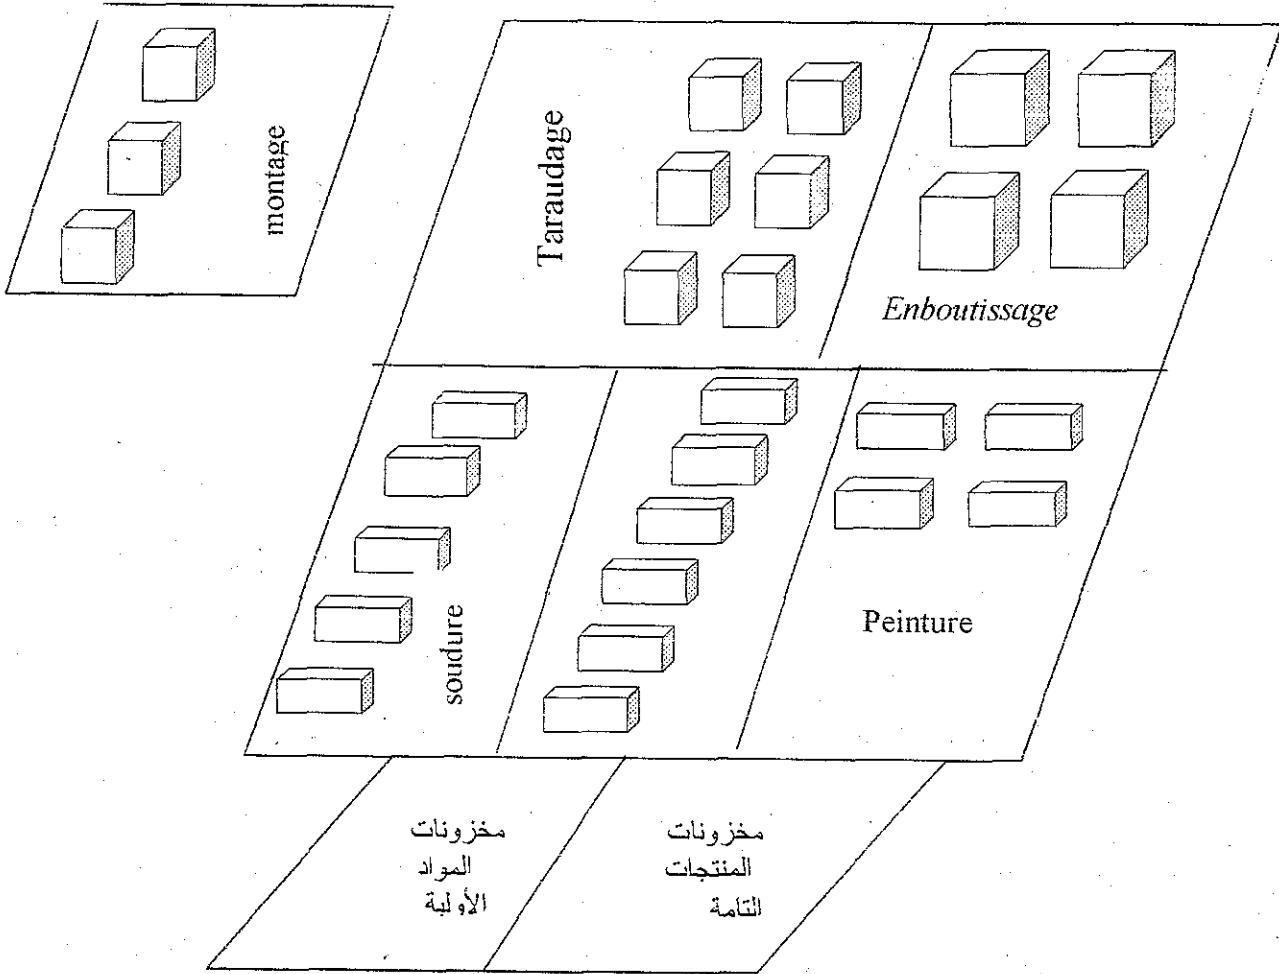 montage
Taraudage
Enboutissage
soudure
Peinture
مخزونات
المواد
الأولية
مخزونات
المنتجات
التامة